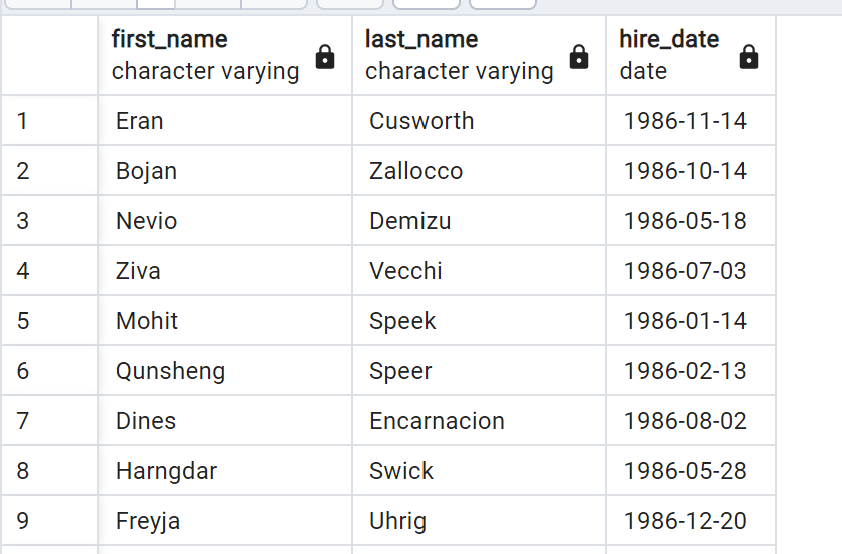 first_name last_name hire_date
character varying character varying date
1 Eran Cusworth 1986-11-14
2 Bojan Zallocco 1986-10-14
3 Nevio Demizu 1986-05-18
4 Ziva Vecchi 1986-07-03
5 Mohit Speek 1986-01-14
6 Qunsheng Speer 1986-02-13
7 Dines Encarnacion 1986-08-02
8 Harngdar Swick 1986-05-28
9 Freyja Uhrig 1986-12-20